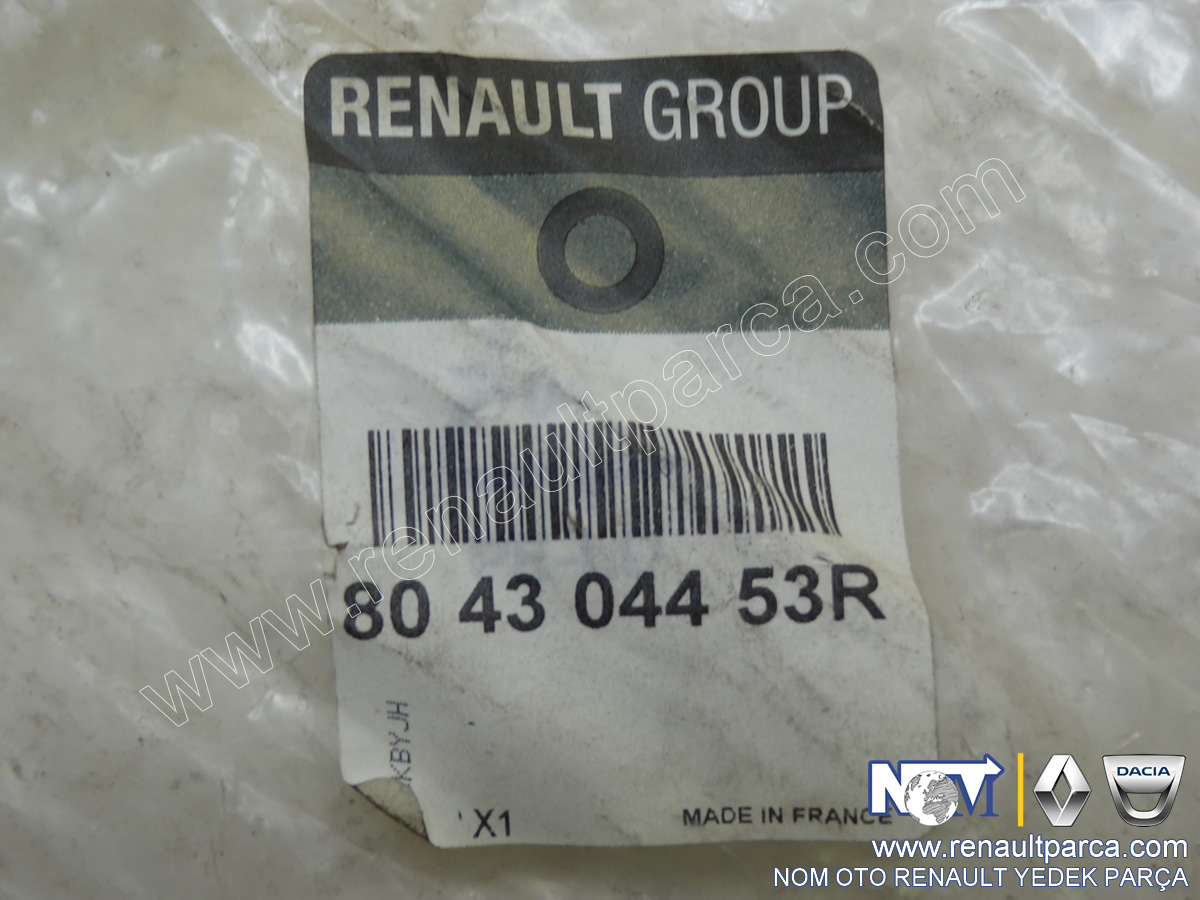 RENAULT GROUP
www.renaultparca.com
80 43 044 53R
KBYJH
X1
MADE IN FRANCE
NOM
DACIA
www.renaultparca.com
NOM OTO RENAULT YEDEK PARÇA